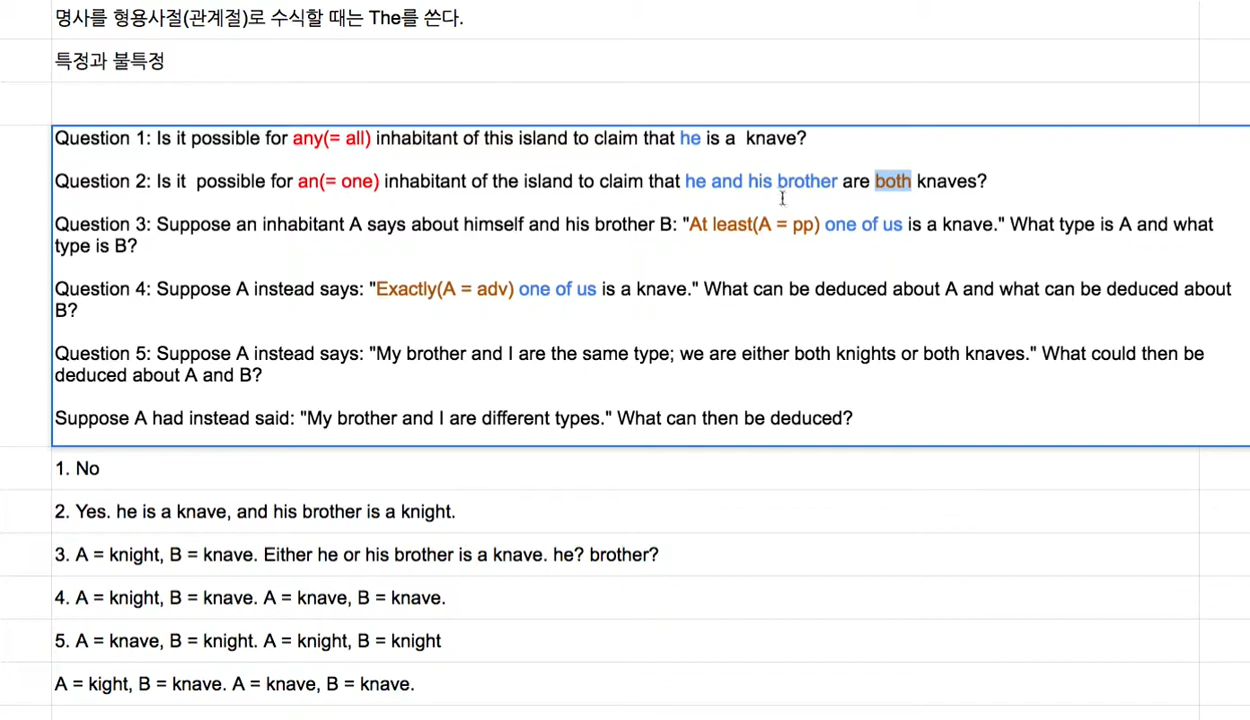 명사를 형용사절(관계절)로 수식할 때는 The를 쓴다.
특정과 불특정
Question 1: Is it possible for any(= all) inhabitant of this island to claim that he is a  knave?
Question 2: Is it  possible for an(= one) inhabitant of the island to claim that he and his brother are both knaves?
Question 3: Suppose an inhabitant A says about himself and his brother B: "At least(A = pp) one of us is a knave." What type is A and what
type is B?
Question 4: Suppose A instead says: "Exactly(A = adv) one of us is a knave." What can be deduced about A and what can be deduced about
B?
Question 5: Suppose A instead says: "My brother and I are the same type; we are either both knights or both knaves." What could then be
deduced about A and B?
Suppose A had instead said: "My brother and I are different types." What can then be deduced?
1. No
2. Yes. he is a knave, and his brother is a knight.
3. A = knight, B = knave. Either he or his brother is a knave. he? brother?
4. A = knight, B = knave. A = knave, B = knave.
5. A = knave, B = knight. A = knight, B = knight
A = kight, B = knave. A = knave, B = knave.